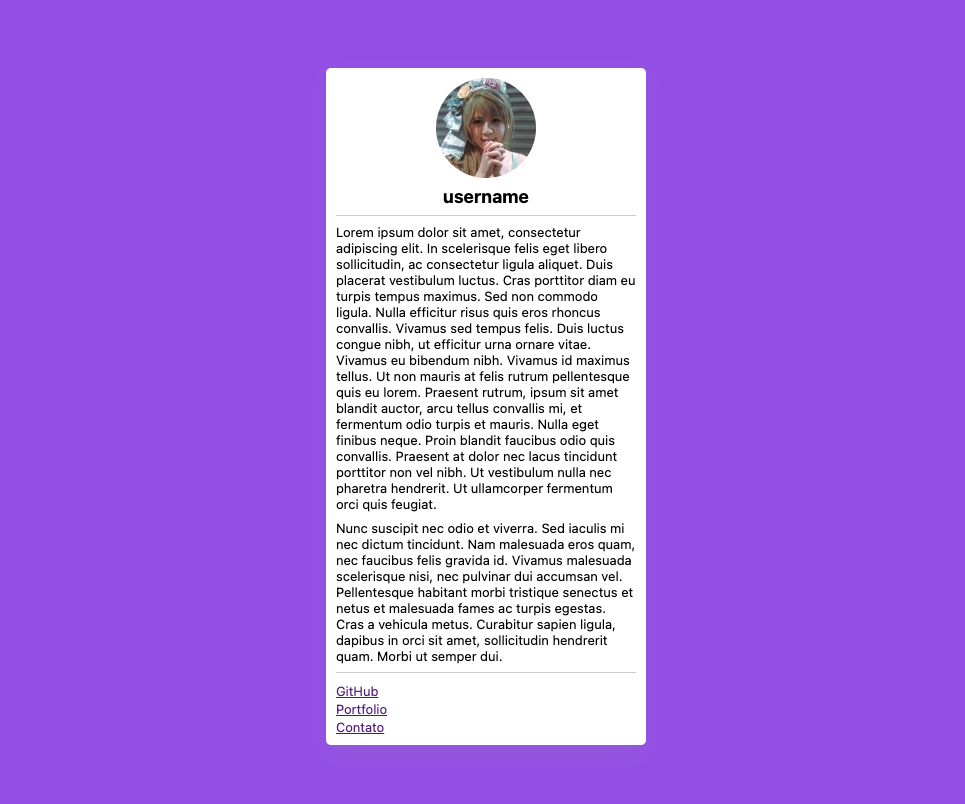 username
Lorem ipsum dolor sit amet, consectetur
adipiscing elit. In scelerisque felis eget libero
sollicitudin, ac consectetur ligula aliquet. Duis
placerat vestibulum luctus. Cras porttitor diam eu
turpis tempus maximus. Sed non commodo
ligula. Nulla efficitur risus quis eros rhoncus
convallis. Vivamus sed tempus felis. Duis luctus
congue nibh, ut efficitur urna ornare vitae.
Vivamus eu bibendum nibh. Vivamus id maximus
tellus. Ut non mauris at felis rutrum pellentesque
quis eu lorem. Praesent rutrum, ipsum sit amet
blandit auctor, arcu tellus convallis mi, et
fermentum odio turpis et mauris. Nulla eget
finibus neque. Proin blandit faucibus odio quis
convallis. Praesent at dolor nec lacus tincidunt
porttitor non vel nibh. Ut vestibulum nulla nec
pharetra hendrerit. Ut ullamcorper fermentum
orci quis feugiat.
Nunc suscipit nec odio et viverra. Sed iaculis mi
nec dictum tincidunt. Nam malesuada eros quam,
nec faucibus felis gravida id. Vivamus malesuada
scelerisque nisi, nec pulvinar dui accumsan vel.
Pellentesque habitant morbi tristique senectus et
netus et malesuada fames ac turpis egestas.
Cras a vehicula metus. Curabitur sapien ligula,
dapibus in orci sit amet, sollicitudin hendrerit
quam. Morbi ut semper dui.
GitHub
Portfolio
Contato